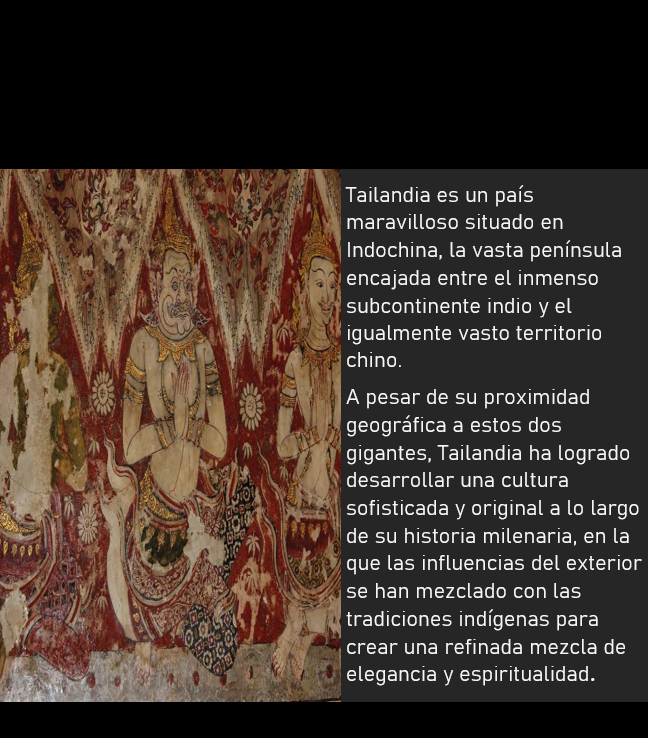 Tailandia es un país
maravilloso situado en
Indochina, la vasta península
encajada entre el inmenso
subcontinente indio y el
igualmente vasto territorio
chino.
A pesar de su proximidad
geográfica a estos dos
gigantes, Tailandia ha logrado
desarrollar una cultura
sofisticada y original a lo largo
de su historia milenaria, en la
que las influencias del exterior
se han mezclado con las
tradiciones indígenas para
crear una refinada mezcla de
elegancia y espiritualidad.